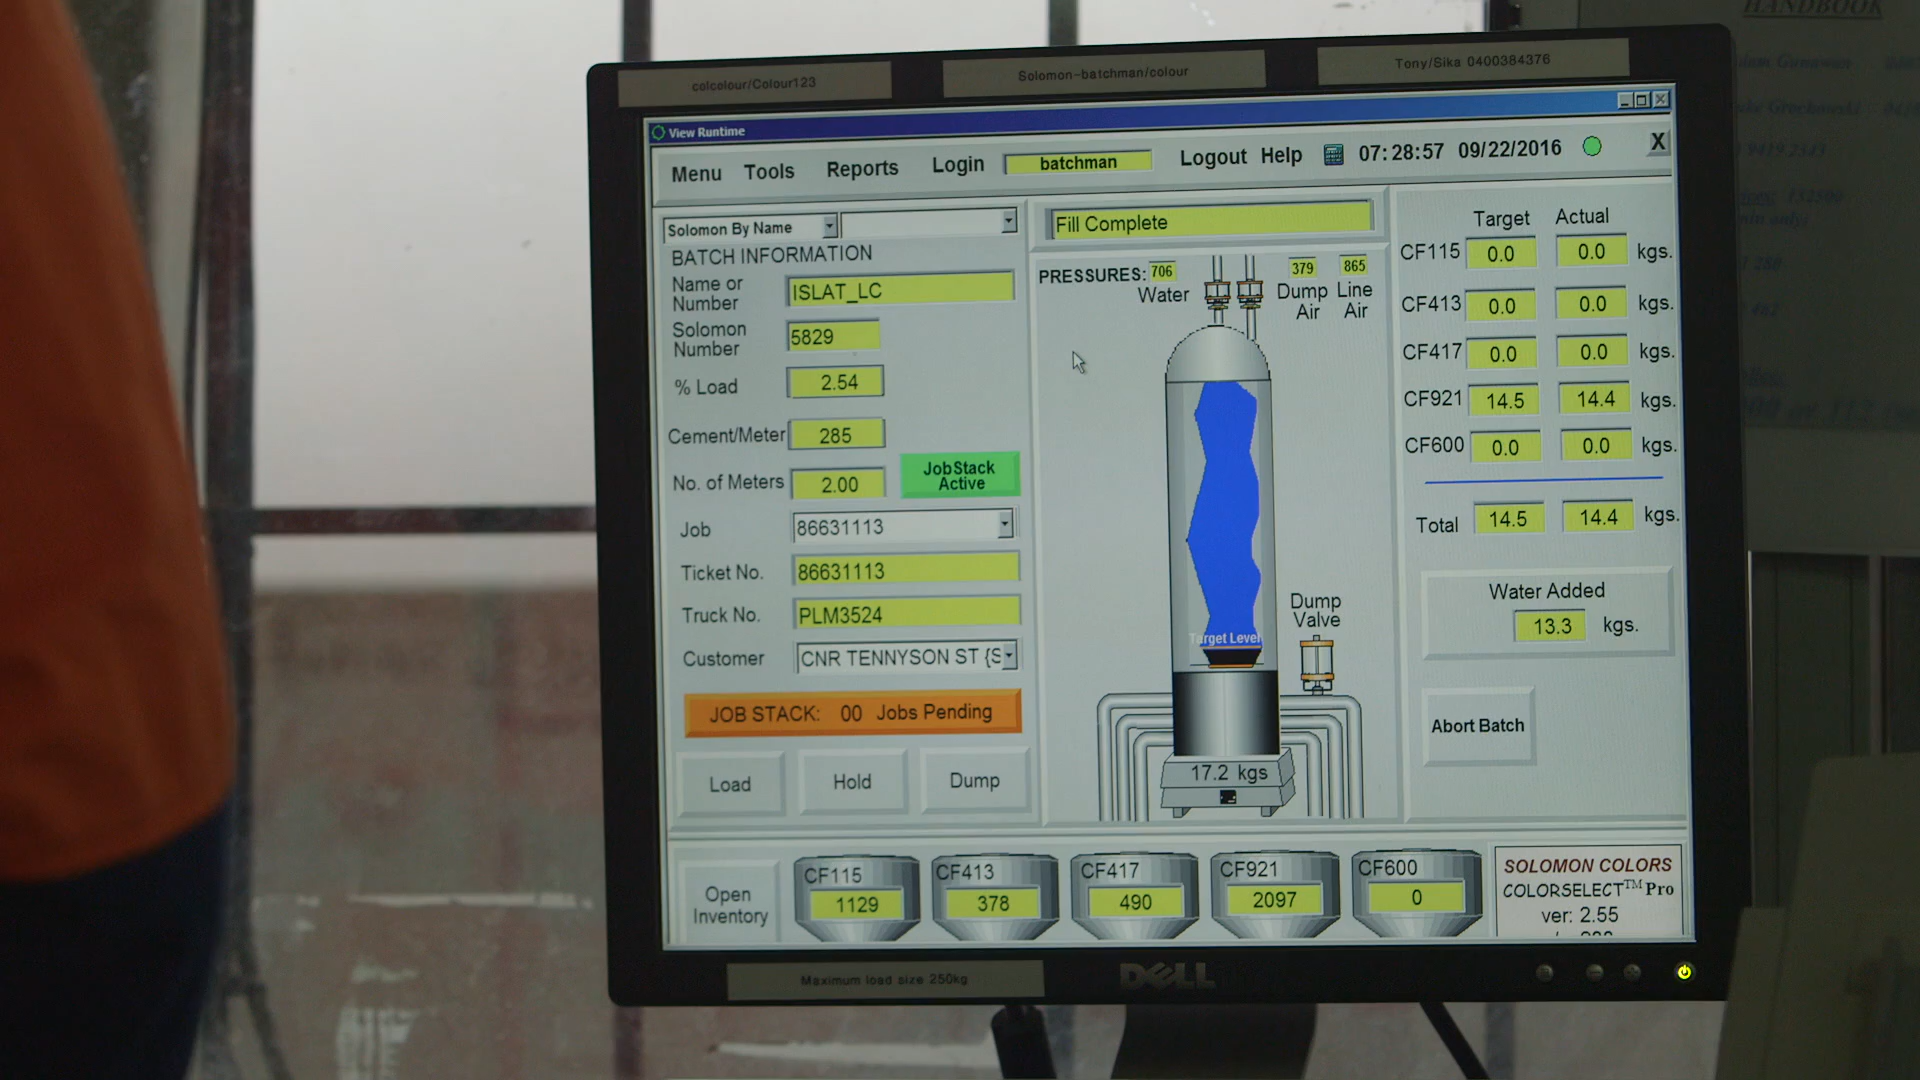 HANDBOOK
colcolour/Colour123
Solomon-batchman/colour
Tony/Sika 0400384376
View Runtime
Menu Tools Reports Login batchman Logout Help 07:28:57 09/22/2016 X
Solomon By Name
BATCH INFORMATION
Name or Number ISLAT_LC
Solomon Number 5829
% Load 2.54
Cement/Meter 285
No. of Meters 2.00
JobStack Active
Job 86631113
Ticket No. 86631113
Truck No. PLM3524
Customer CNR TENNYSON ST {S
JOB STACK: 00 Jobs Pending
Load Hold Dump
Fill Complete
PRESSURES: 706 379 865
Water Dump Air Line Air
Target Level
Dump Valve
17.2 kgs
Target Actual
CF115 0.0 0.0 kgs.
CF413 0.0 0.0 kgs.
CF417 0.0 0.0 kgs.
CF921 14.5 14.4 kgs.
CF600 0.0 0.0 kgs.
Total 14.5 14.4 kgs.
Water Added
13.3 kgs.
Abort Batch
Open Inventory
CF115 CF413 CF417 CF921 CF600
1129 378 490 2097 0
SOLOMON COLORS
COLORSELECT™ Pro
ver: 2.55
Maximum load size 250kg
DELL